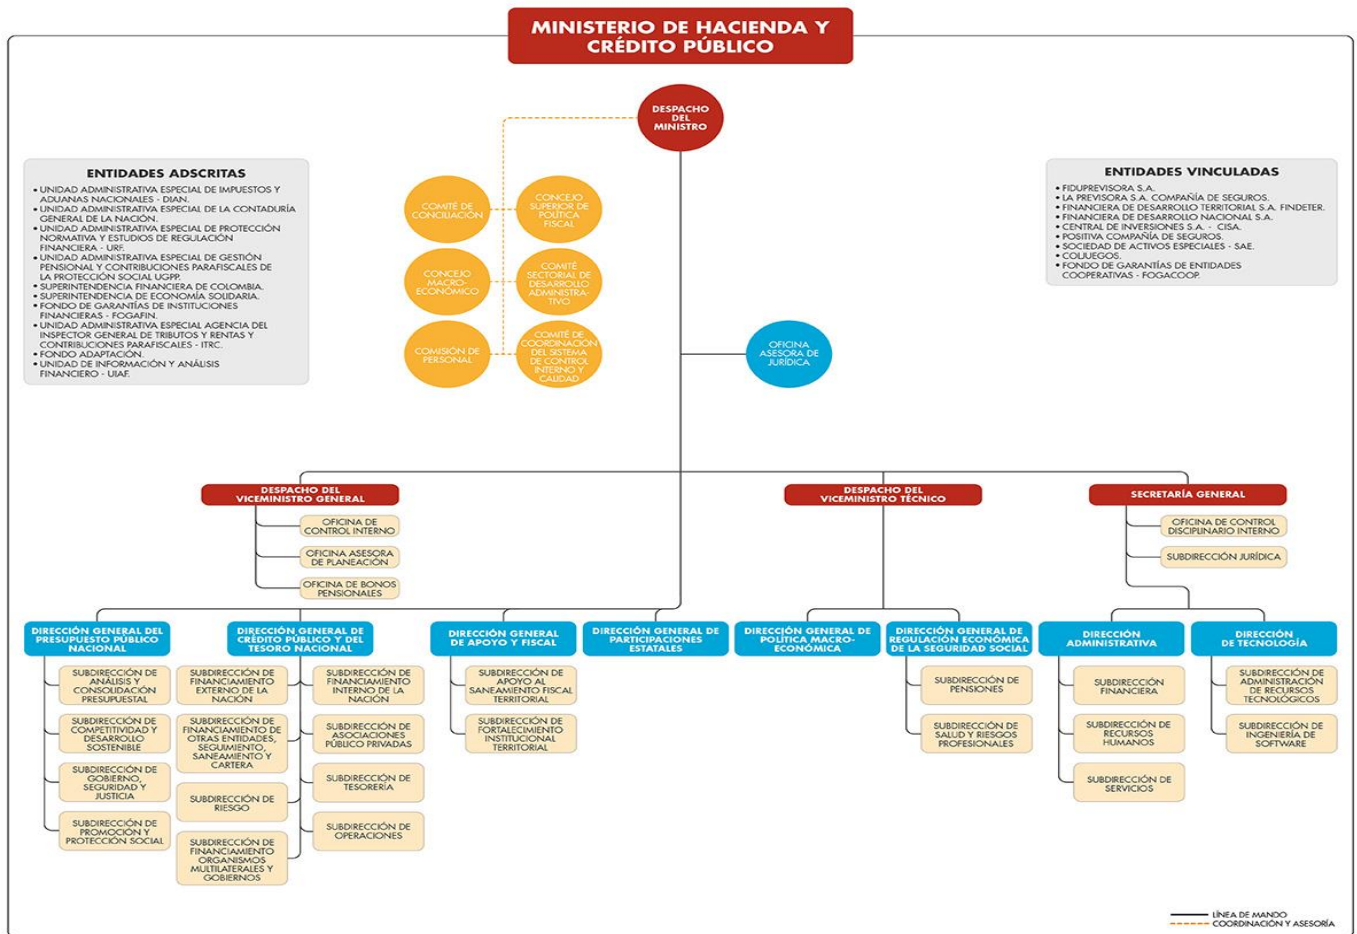 MINISTERIO DE HACIENDA Y
CRÉDITO PÚBLICO
DESPACHO
DEL
MINISTRO
ENTIDADES ADSCRITAS
• UNIDAD ADMINISTRATIVA ESPECIAL DE IMPUESTOS Y
ADUANAS NACIONALES - DIAN.
• UNIDAD ADMINISTRATIVA ESPECIAL DE LA CONTADURÍA
GENERAL DE LA NACIÓN.
• UNIDAD ADMINISTRATIVA ESPECIAL DE PROTECCIÓN
NORMATIVA Y ESTUDIOS DE REGULACIÓN
FINANCIERA - URF.
• UNIDAD ADMINISTRATIVA ESPECIAL DE GESTIÓN
PENSIONAL Y CONTRIBUCIONES PARAFISCALES DE
LA PROTECCIÓN SOCIAL UGPP.
• SUPERINTENDENCIA FINANCIERA DE COLOMBIA.
• SUPERINTENDENCIA DE ECONOMÍA SOLIDARIA.
• FONDO DE GARANTÍAS DE INSTITUCIONES
FINANCIERAS - FOGAFIN.
• UNIDAD ADMINISTRATIVA ESPECIAL AGENCIA DEL
INSPECTOR GENERAL DE TRIBUTOS Y RENTAS Y
CONTRIBUCIONES PARAFISCALES - ITRC.
• FONDO ADAPTACIÓN.
• UNIDAD DE INFORMACIÓN Y ANÁLISIS
FINANCIERO - UIAF.
COMITÉ DE
CONCILIACIÓN
CONCEJO
SUPERIOR DE
POLÍTICA
FISCAL
CONCEJO
MACRO-
ECONÓMICO
COMITÉ
SECTORIAL DE
DESARROLLO
ADMINISTRA-
TIVO
COMISIÓN DE
PERSONAL
COMITÉ DE
COORDINACIÓN
DEL SISTEMA
DE CONTROL
INTERNO Y
CALIDAD
OFICINA
ASESORA DE
JURÍDICA
ENTIDADES VINCULADAS
• FIDUPREVISORA S.A.
• LA PREVISORA S.A. COMPAÑÍA DE SEGUROS.
• FINANCIERA DE DESARROLLO TERRITORIAL S.A. FINDETER.
• FINANCIERA DE DESARROLLO NACIONAL S.A.
• CENTRAL DE INVERSIONES S.A. - CISA.
• POSITIVA COMPAÑÍA DE SEGUROS.
• SOCIEDAD DE ACTIVOS ESPECIALES - SAE.
• COLJUEGOS.
• FONDO DE GARANTÍAS DE ENTIDADES
COOPERATIVAS - FOGACOOP.
DESPACHO DEL
VICEMINISTRO GENERAL
OFICINA DE
CONTROL INTERNO
OFICINA ASESORA
DE PLANEACIÓN
OFICINA DE BONOS
PENSIONALES
DESPACHO DEL
VICEMINISTRO TÉCNICO
SECRETARÍA GENERAL
OFICINA DE CONTROL
DISCIPLINARIO INTERNO
SUBDIRECCIÓN JURÍDICA
DIRECCIÓN GENERAL DEL
PRESUPUESTO PÚBLICO
NACIONAL
SUBDIRECCIÓN DE
ANÁLISIS Y
CONSOLIDACIÓN
PRESUPUESTAL
SUBDIRECCIÓN DE
COMPETITIVIDAD Y
DESARROLLO
SOSTENIBLE
SUBDIRECCIÓN DE
GOBIERNO,
SEGURIDAD Y
JUSTICIA
SUBDIRECCIÓN DE
PROMOCIÓN Y
PROTECCIÓN SOCIAL
DIRECCIÓN GENERAL DE
CRÉDITO PÚBLICO Y DEL
TESORO NACIONAL
SUBDIRECCIÓN DE
FINANCIAMIENTO
EXTERNO DE LA
NACIÓN
SUBDIRECCIÓN DE
FINANCIAMIENTO DE
OTRAS ENTIDADES,
SEGUIMIENTO,
SANEAMIENTO Y
CARTERA
SUBDIRECCIÓN DE
RIESGO
SUBDIRECCIÓN DE
FINANCIAMIENTO
ORGANISMOS
MULTILATERALES Y
GOBIERNOS
SUBDIRECCIÓN DE
FINANCIAMIENTO
INTERNO DE LA
NACIÓN
SUBDIRECCIÓN DE
ASOCIACIONES
PÚBLICO PRIVADAS
SUBDIRECCIÓN DE
TESORERÍA
SUBDIRECCIÓN DE
OPERACIONES
DIRECCIÓN GENERAL
DE APOYO Y FISCAL
SUBDIRECCIÓN DE
APOYO AL
SANEAMIENTO FISCAL
TERRITORIAL
SUBDIRECCIÓN DE
FORTALECIMIENTO
INSTITUCIONAL
TERRITORIAL
DIRECCIÓN GENERAL DE
PARTICIPACIONES
ESTATALES
DIRECCIÓN GENERAL DE
POLÍTICA MACRO-
ECONÓMICA
DIRECCIÓN GENERAL DE
REGULACIÓN ECONÓMICA
DE LA SEGURIDAD SOCIAL
SUBDIRECCIÓN DE
PENSIONES
SUBDIRECCIÓN DE
SALUD Y RIESGOS
PROFESIONALES
DIRECCIÓN
ADMINISTRATIVA
SUBDIRECCIÓN
FINANCIERA
SUBDIRECCIÓN DE
RECURSOS
HUMANOS
SUBDIRECCIÓN DE
SERVICIOS
DIRECCIÓN
DE TECNOLOGÍA
SUBDIRECCIÓN DE
ADMINISTRACIÓN
DE RECURSOS
TECNOLÓGICOS
SUBDIRECCIÓN DE
INGENIERÍA DE
SOFTWARE
LÍNEA DE MANDO
COORDINACIÓN Y ASESORÍA